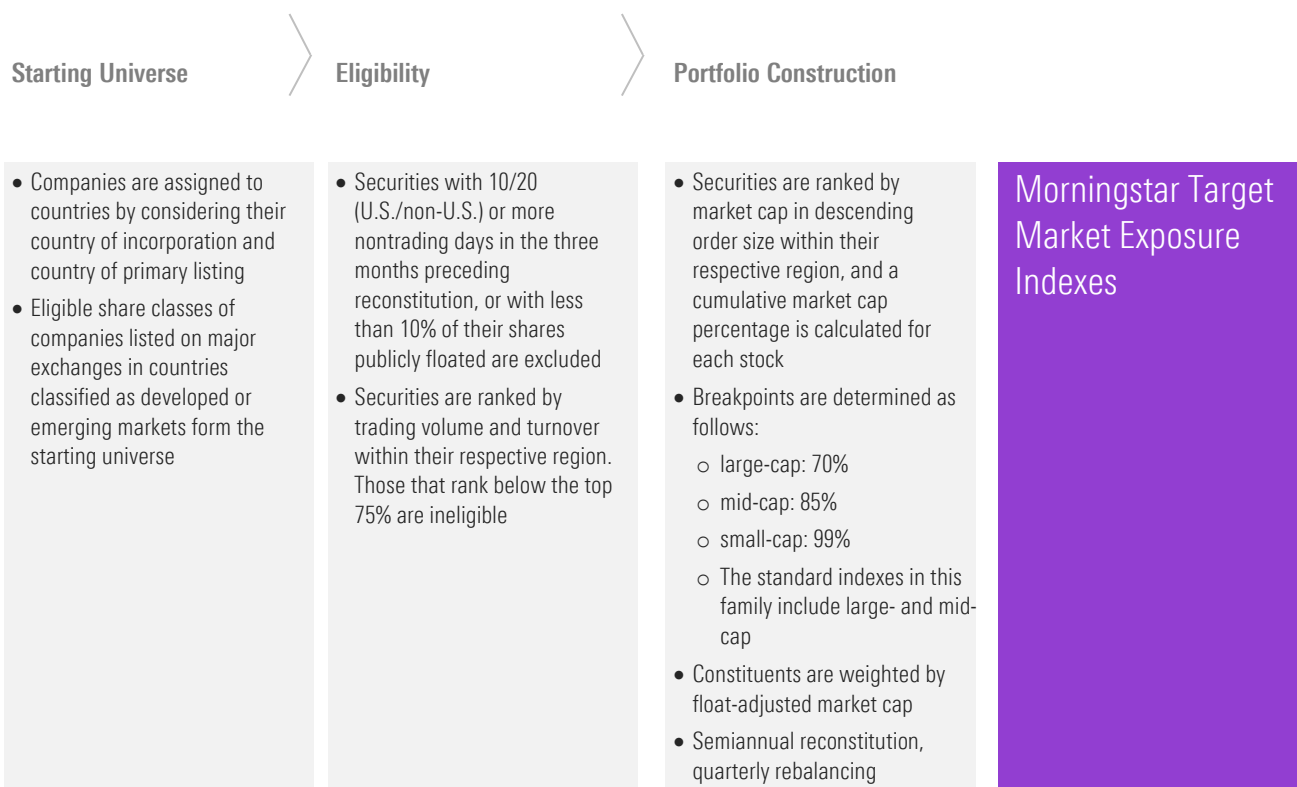 Starting Universe
Eligibility
Portfolio Construction
• Companies are assigned to
countries by considering their
country of incorporation and
country of primary listing
• Eligible share classes of
companies listed on major
exchanges in countries
classified as developed or
emerging markets form the
starting universe
• Securities with 10/20
(U.S./non-U.S.) or more
nontrading days in the three
months preceding
reconstitution, or with less
than 10% of their shares
publicly floated are excluded
• Securities are ranked by
trading volume and turnover
within their respective region.
Those that rank below the top
75% are ineligible
• Securities are ranked by
market cap in descending
order size within their
respective region, and a
cumulative market cap
percentage is calculated for
each stock
• Breakpoints are determined as
follows:
o large-cap: 70%
o mid-cap: 85%
o small-cap: 99%
o The standard indexes in this
family include large- and mid-
cap
• Constituents are weighted by
float-adjusted market cap
• Semiannual reconstitution,
quarterly rebalancing
Morningstar Target
Market Exposure
Indexes